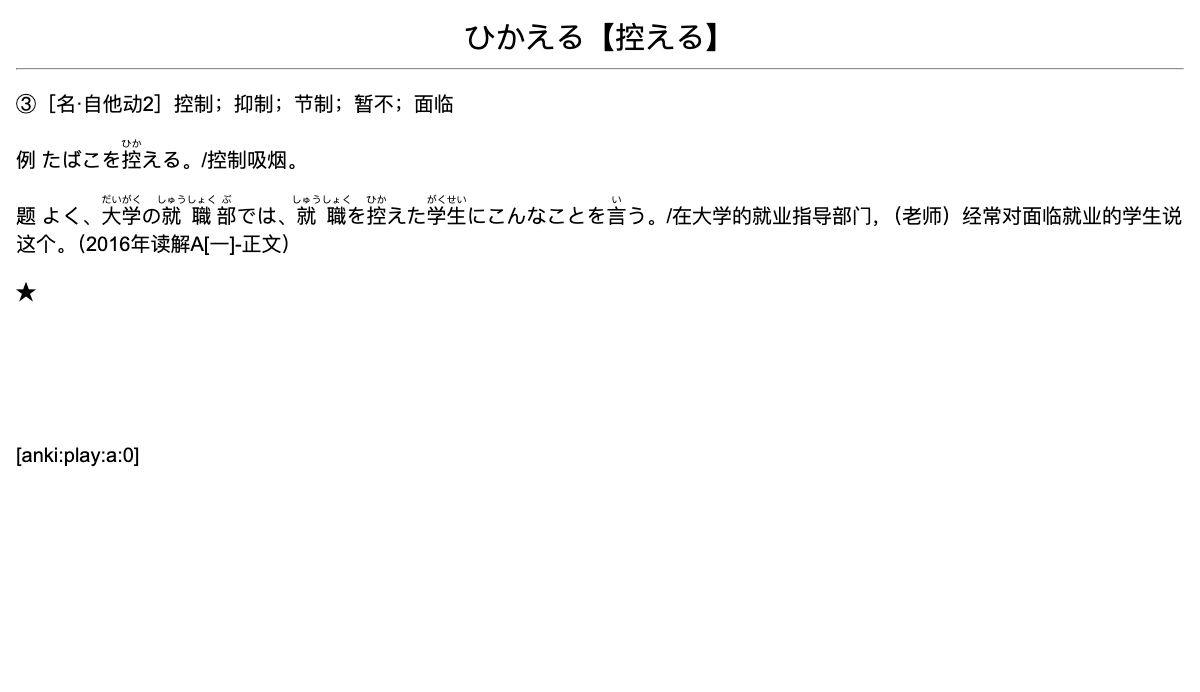 ひかえる【控える】
③［名·自他动2］控制；抑制；节制；暂不；面临
ひか
例 たばこを控える。/控制吸烟。
だいがく しゅうしょく ぶ しゅうしょく ひか がくせい い
题 よく、大学の就職部では、就職を控えた学生にこんなことを言う。/在大学的就业指导部门，（老师）经常对面临就业的学生说
这个。（2016年读解A[一]-正文）
★
[anki:play:a:0]